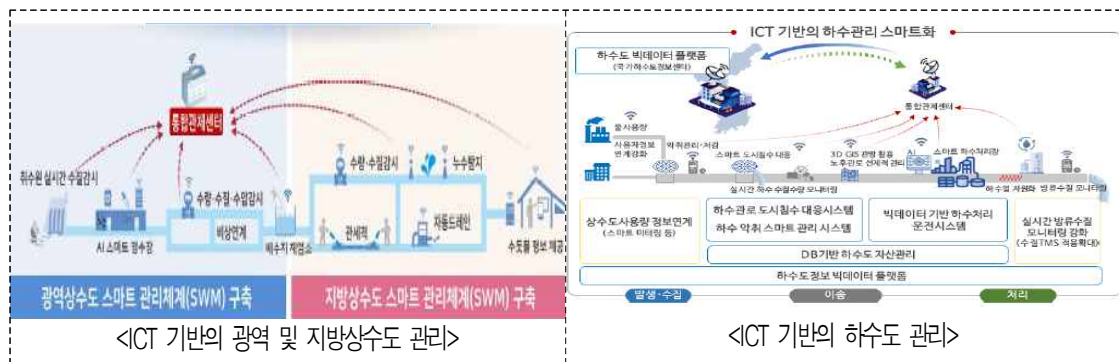 통합관제센터
취수원 실시간 수질감시
수량·수질감시
누수탐지
수량·수질·수압감시
AI 스마트 정수장
비상연계
배수지 재염소
관세척
자동드레인
수돗물 정보 제공
광역상수도 스마트 관리체계(SWM) 구축
지방상수도 스마트 관리체계(SWM) 구축
<ICT 기반의 광역 및 지방상수도 관리>
ICT 기반의 하수관리 스마트화
하수도 빅데이터 플랫폼
(국가하수도정보센터)
통합관제센터
물사용량
사용자정보
연계강화
악취관리·저감
스마트 도시침수 대응
3D GIS 관망 활용
노후관로 선제적 관리
AI
스마트 하수처리장
실시간 하수 수질수량 모니터링
하수열 자원화
방류수질 모니터링
상수도사용량 정보연계
(스마트 미터링 등)
하수관로 도시침수 대응시스템
하수 악취 스마트 관리 시스템
빅데이터 기반 하수처리
운전시스템
실시간 방류수질
모니터링 강화
(수질TMS 적용확대)
DB기반 하수도 자산관리
하수도정보 빅데이터 플랫폼
발생·수집
이송
처리
<ICT 기반의 하수도 관리>